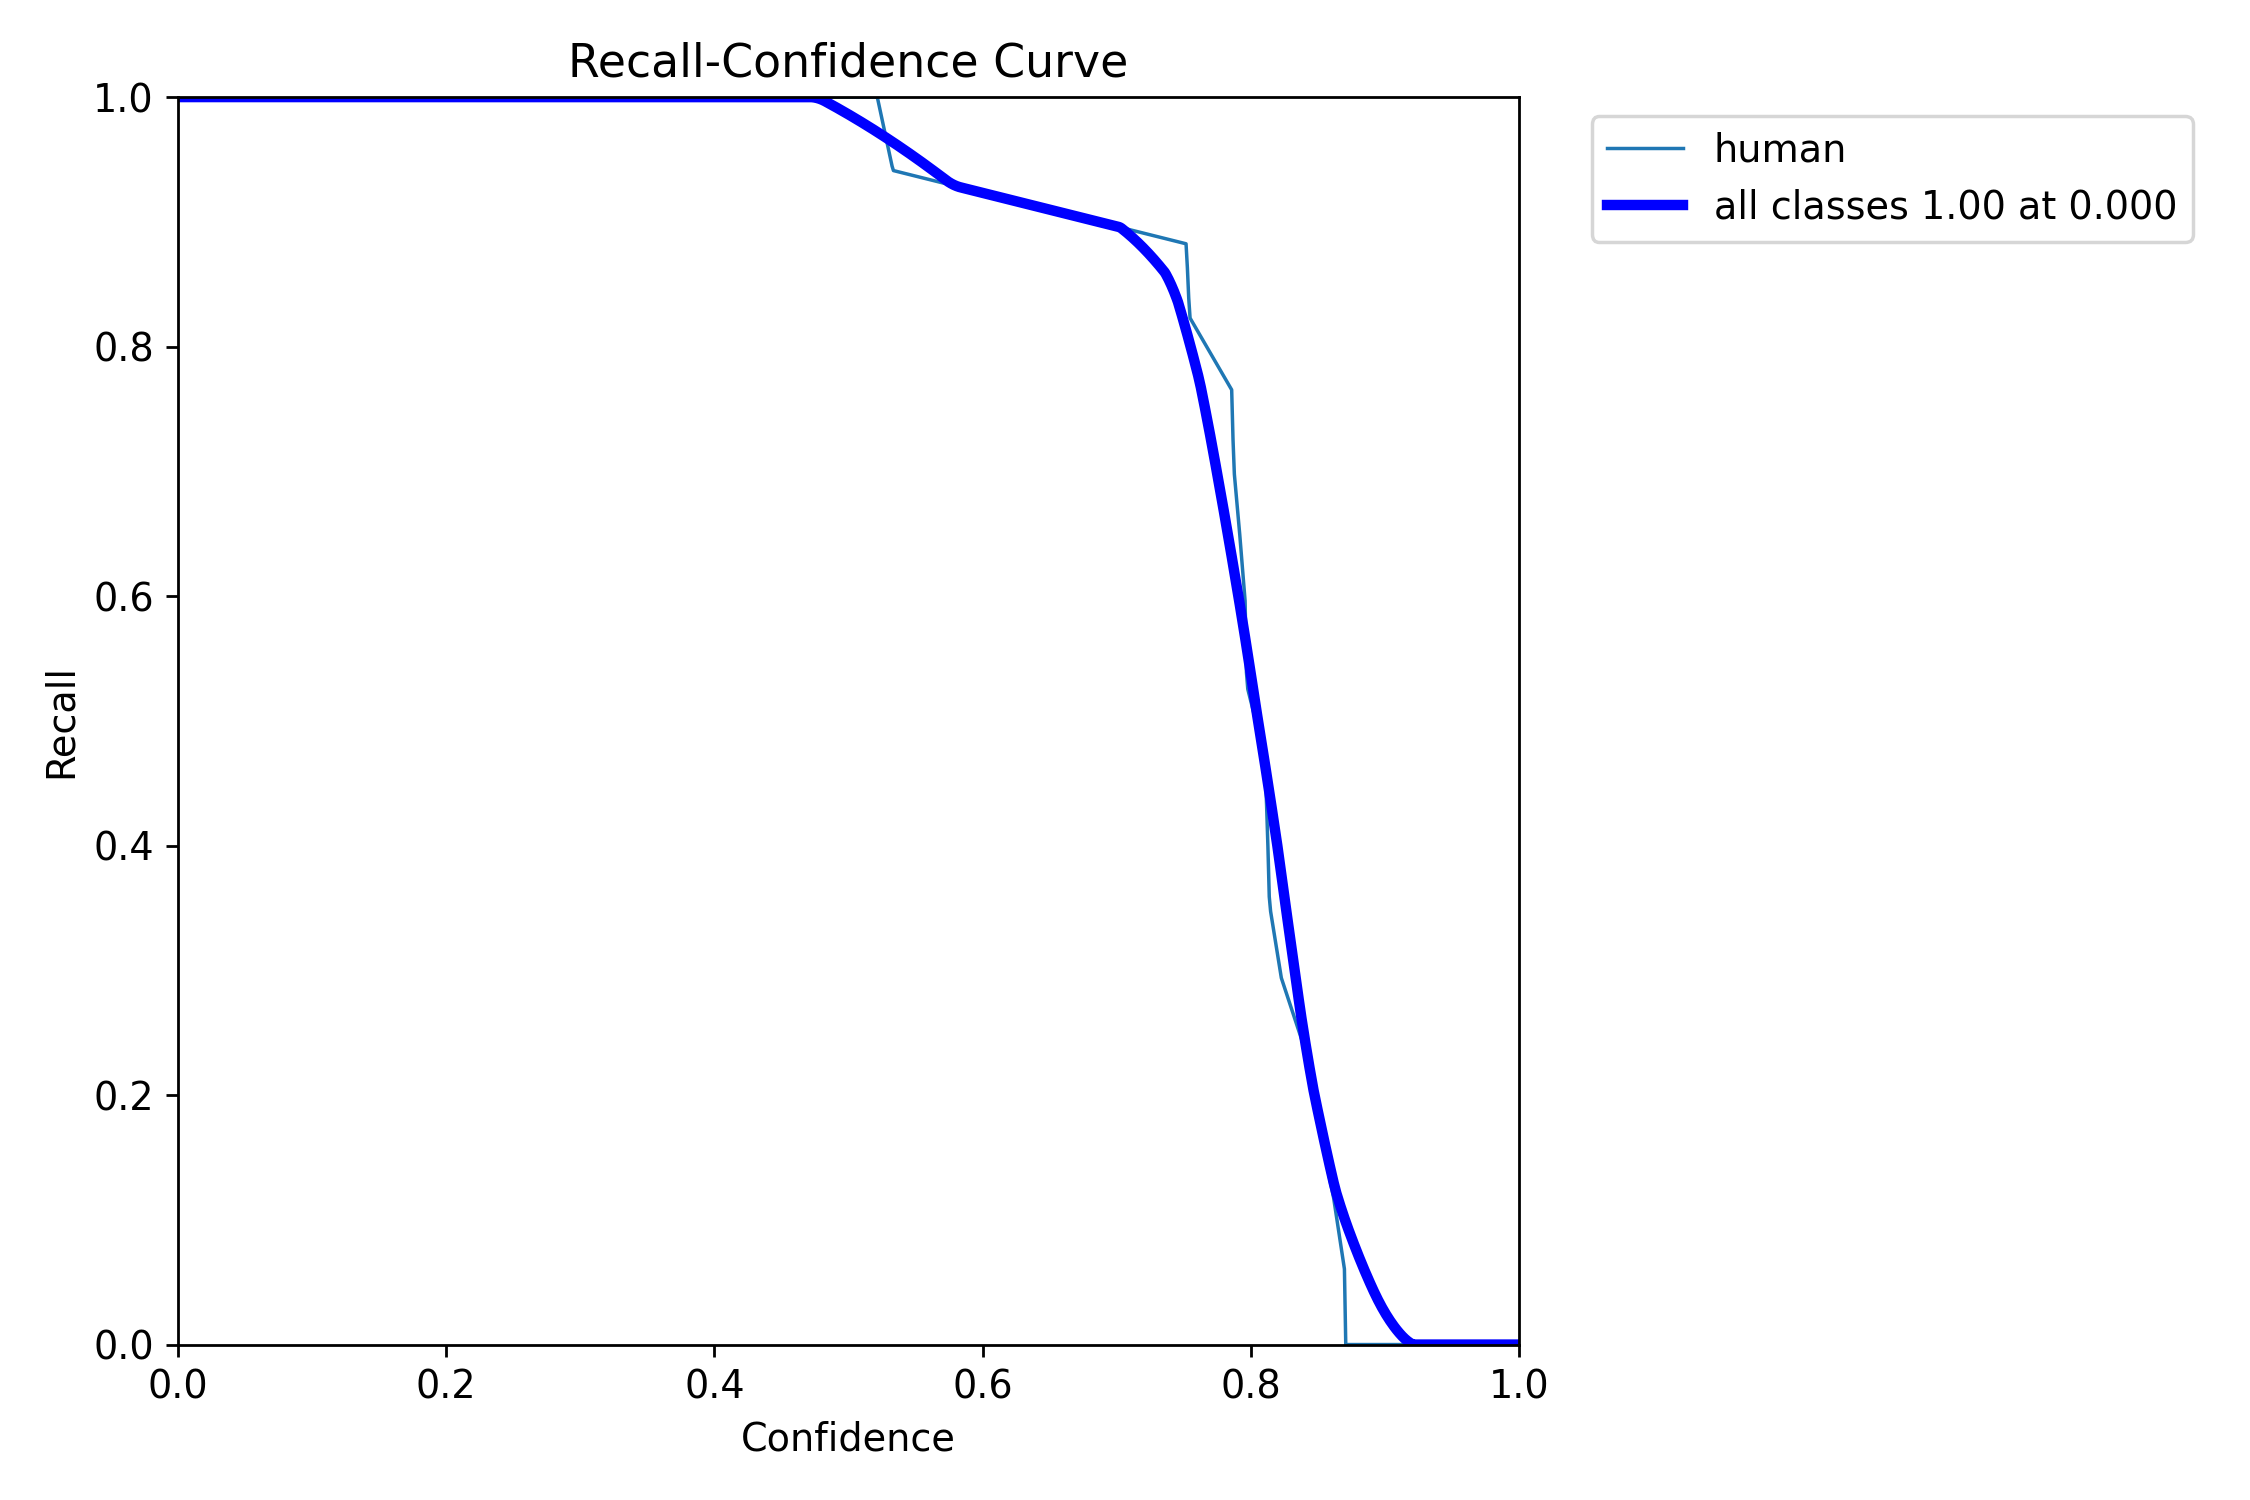 Recall-Confidence Curve
1.0
0.8
0.6
0.4
0.2
0.0
Recall
0.0 0.2 0.4 0.6 0.8 1.0
Confidence
human
all classes 1.00 at 0.000